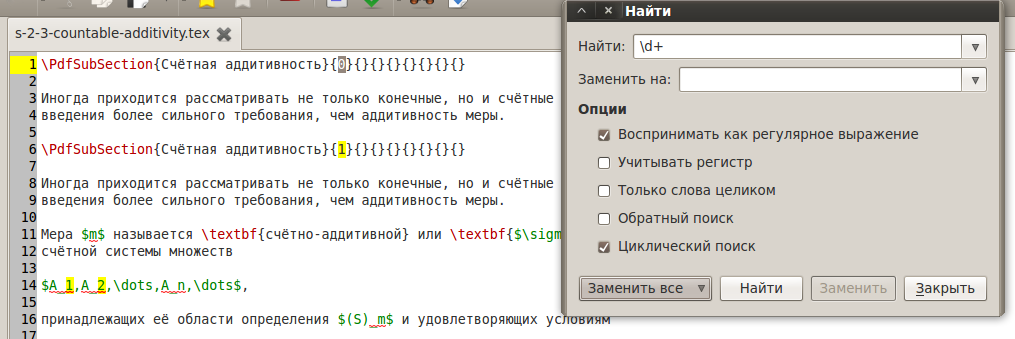 s-2-3-countable-additivity.tex
1 \PdfSubSection{Счётная аддитивность}{0}{}{}{}{}{}{}{}
2
3 Иногда приходится рассматривать не только конечные, но и счётные
4 введения более сильного требования, чем аддитивность меры.
5
6 \PdfSubSection{Счётная аддитивность}{1}{}{}{}{}{}{}{}
7
8 Иногда приходится рассматривать не только конечные, но и счётные
9 введения более сильного требования, чем аддитивность меры.
10
11 Мера $m$ называется \textbf{счётно-аддитивной} или \textbf{$\sigm
12 счётной системы множеств
13
14 $A_1,A_2,\dots,A_n,\dots$,
15
16 принадлежащих её области определения $(S)_m$ и удовлетворяющих условиям
17
Найти
Найти: \d+
Заменить на:
Опции
Воспринимать как регулярное выражение
Учитывать регистр
Только слова целиком
Обратный поиск
Циклический поиск
Заменить все Найти Заменить Закрыть